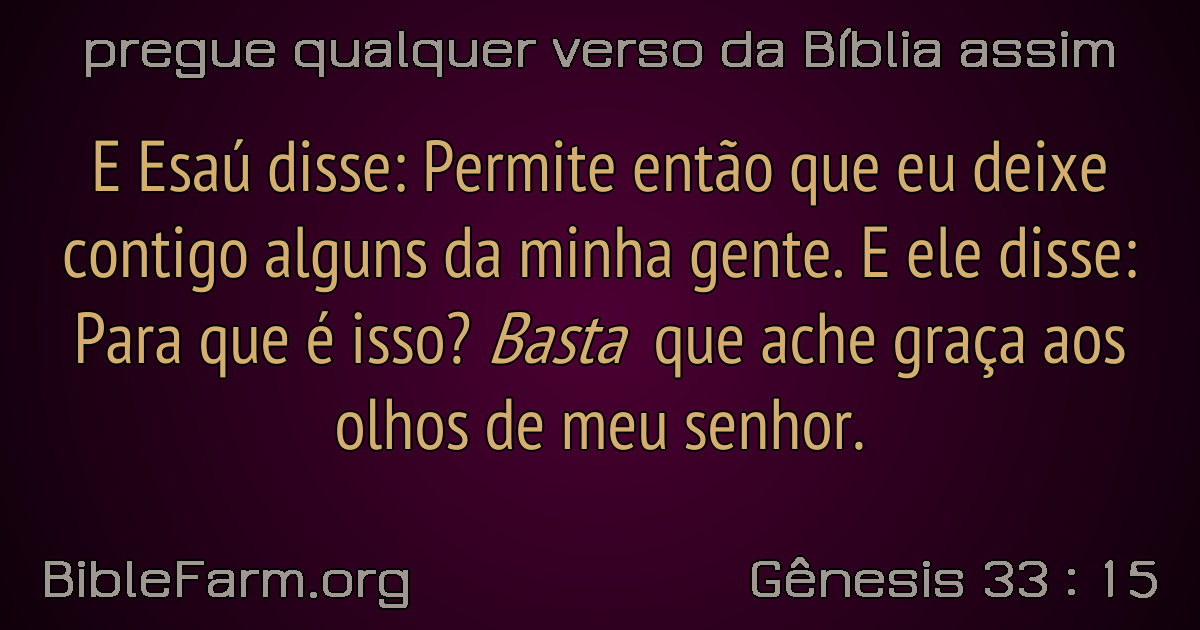 pregue qualquer verso da Bíblia assim
E Esaú disse: Permite então que eu deixe
contigo alguns da minha gente. E ele disse:
Para que é isso? Basta que ache graça aos
olhos de meu senhor.
BibleFarm.org
Gênesis 33 : 15